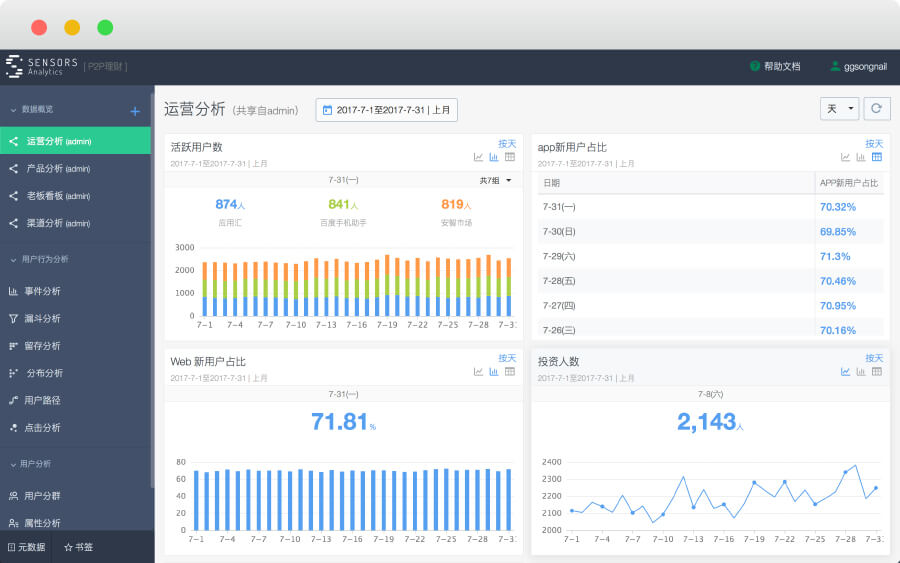 SENSORS
Analytics
[ P2P理财 ]
帮助文档
ggsongnail
数据概览
+
运营分析 (admin)
产品分析 (admin)
老板看板 (admin)
渠道分析 (admin)
用户行为分析
事件分析
漏斗分析
留存分析
分布分析
用户路径
点击分析
用户分析
用户分群
属性分析
元数据
书签
运营分析 (共享自admin)
2017-7-1至2017-7-31 | 上月
天
活跃用户数
按天
2017-7-1至2017-7-31 | 上月
7-31(一)
共7组
874人
841人
819人
应用汇
百度手机助手
安智市场
3000
2000
1000
0
7-1 7-4 7-7 7-10 7-13 7-16 7-19 7-22 7-25 7-28 7-31
app新用户占比
按天
2017-7-1至2017-7-31 | 上月
日期 APP新用户占比
7-31(一) 70.32%
7-30(日) 69.85%
7-29(六) 71.3%
7-28(五) 70.46%
7-27(四) 70.95%
7-26(三) 70.16%
Web 新用户占比
按天
2017-7-1至2017-7-31 | 上月
7-31(一)
71.81%
80
60
40
20
0
7-1 7-4 7-7 7-10 7-13 7-16 7-19 7-22 7-25 7-28 7-31
投资人数
按天
2017-7-1至2017-7-31 | 上月
7-8(六)
2,143人
2400
2300
2200
2100
2000
7-1 7-4 7-7 7-10 7-13 7-16 7-19 7-22 7-25 7-28 7-31